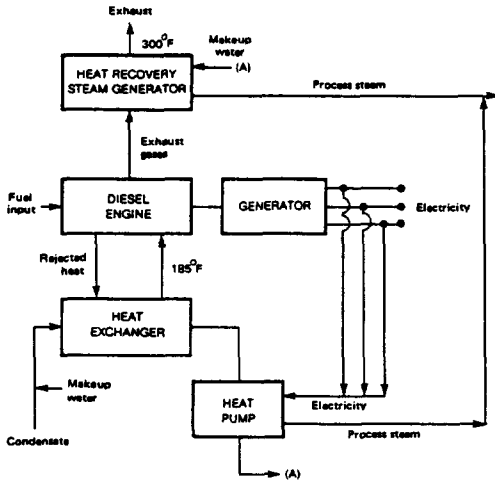 Exhaust
300°F
Makeup
water
(A)
HEAT RECOVERY
STEAM GENERATOR
Process steam
Exhaust
gases
Fuel
input
DIESEL
ENGINE
GENERATOR
Electricity
Rejected
heat
185°F
HEAT
EXCHANGER
Makeup
water
Condensate
HEAT
PUMP
Electricity
Process steam
(A)